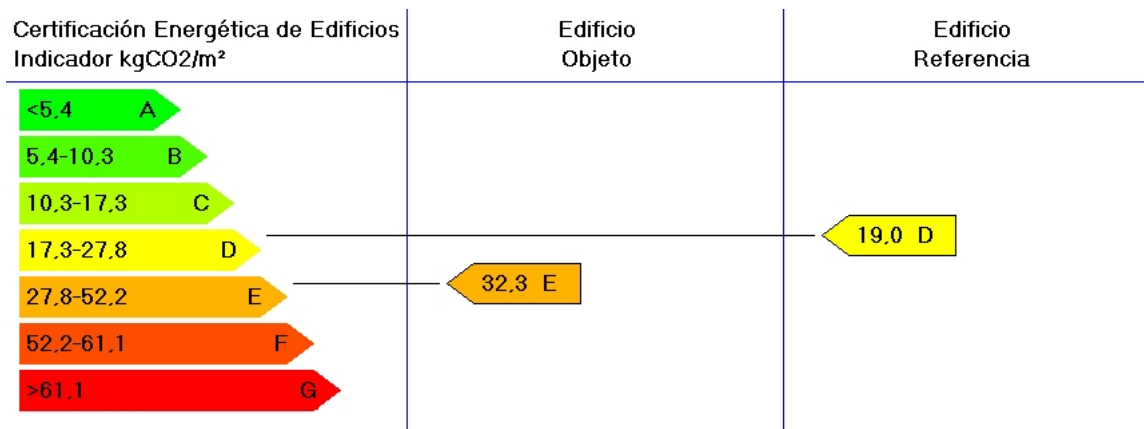 Certificación Energética de Edificios
Indicador kgCO2/m²
Edificio
Objeto
Edificio
Referencia
<5,4 A
5,4-10,3 B
10,3-17,3 C
17,3-27,8 D
19,0 D
27,8-52,2 E
32,3 E
52,2-61,1 F
>61,1 G